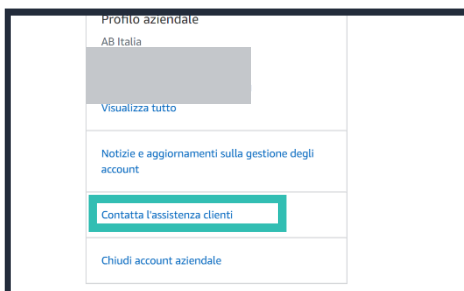 Profilo aziendale
AB Italia
Visualizza tutto
Notizie e aggiornamenti sulla gestione degli
account
Contatta l'assistenza clienti
Chiudi account aziendale